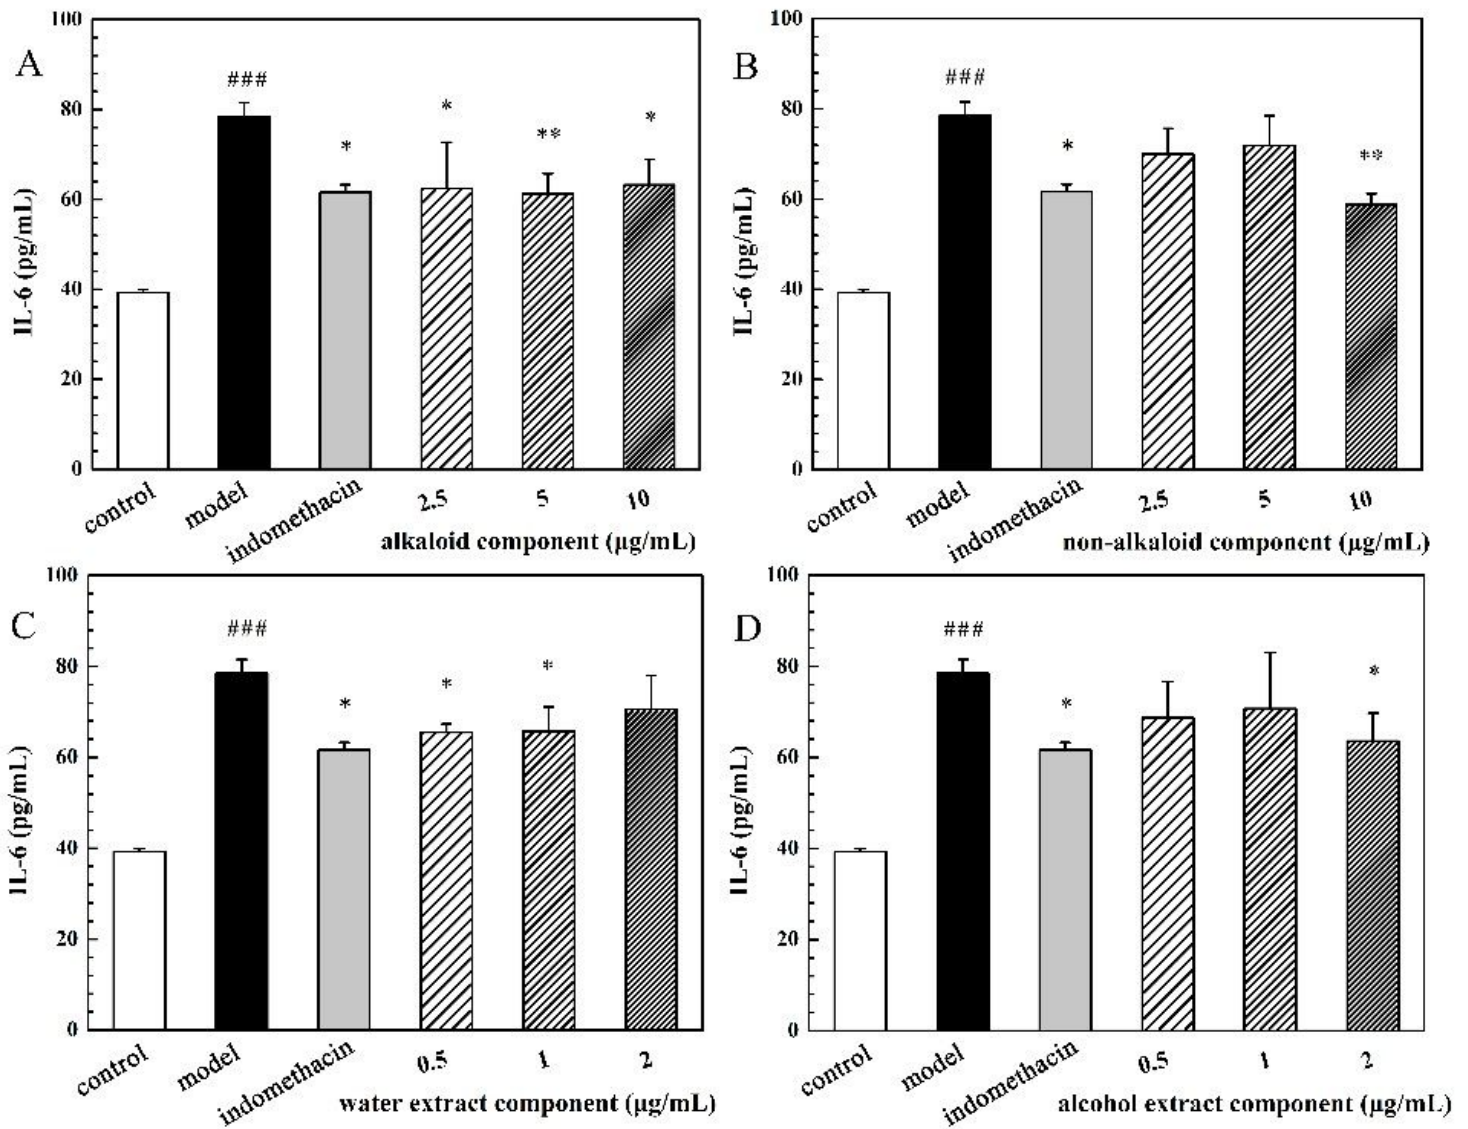 A
IL-6 (pg/mL)
100
80
60
40
20
0
###
*
*
**
*
control
model
indomethacin
2.5
5
10
alkaloid component (μg/mL)
B
IL-6 (pg/mL)
100
80
60
40
20
0
###
*
**
control
model
indomethacin
2.5
5
10
non-alkaloid component (μg/mL)
C
IL-6 (pg/mL)
100
80
60
40
20
0
###
*
*
*
control
model
indomethacin
0.5
1
2
water extract component (μg/mL)
D
IL-6 (pg/mL)
100
80
60
40
20
0
###
*
*
control
model
indomethacin
0.5
1
2
alcohol extract component (μg/mL)